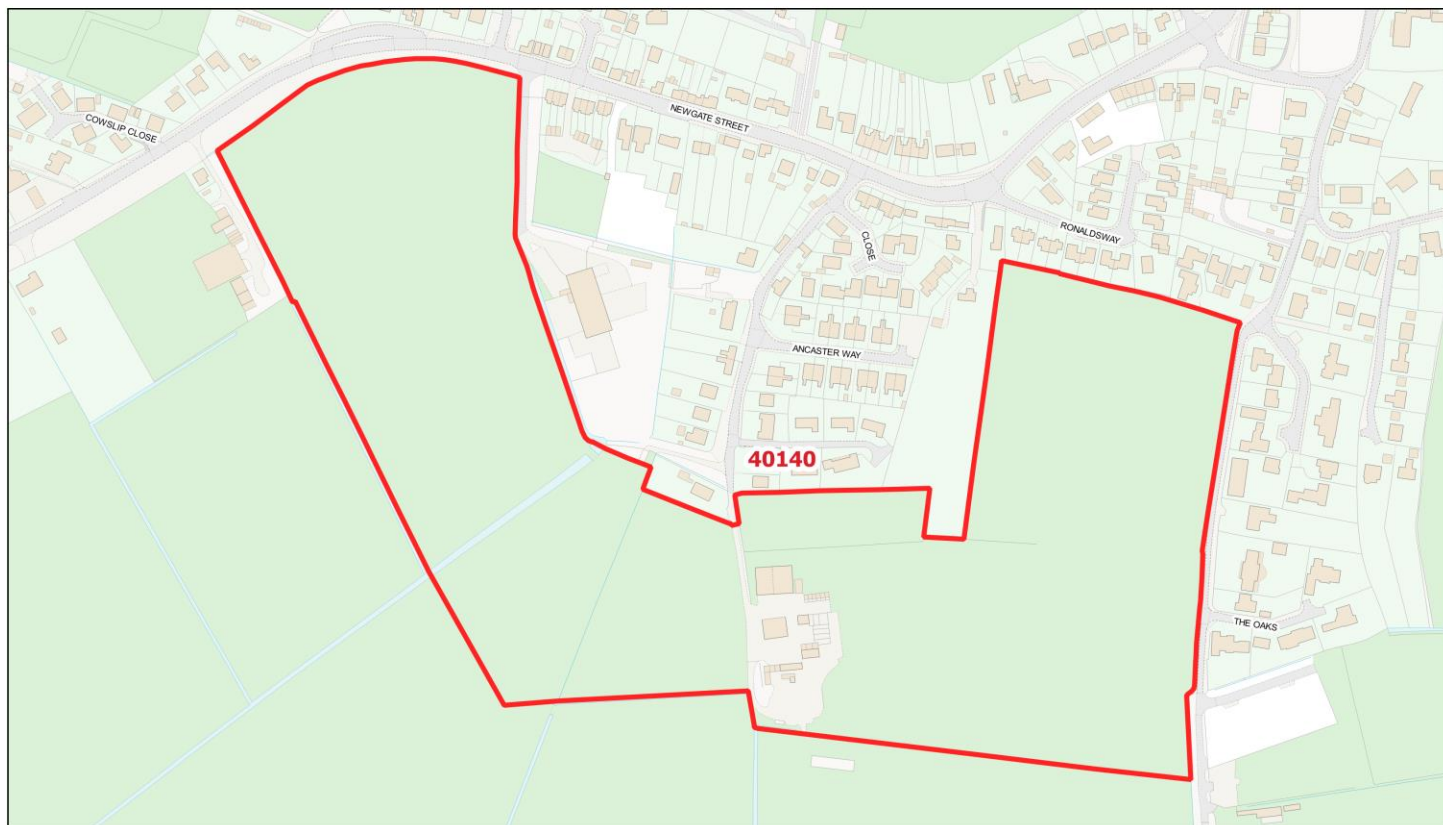 COWSLIP CLOSE
NEWGATE STREET
CLOSE
RONALDSWAY
ANCASTER WAY
40140
THE OAKS